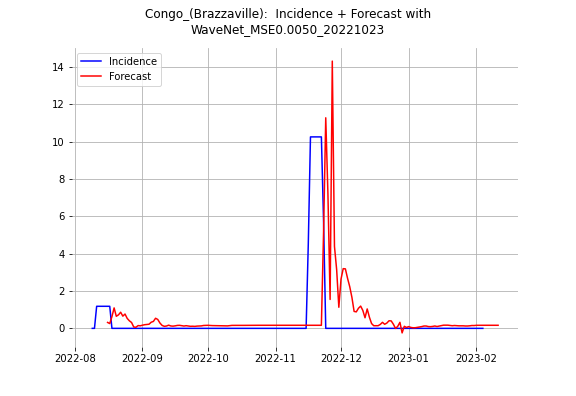 Congo_(Brazzaville):  Incidence + Forecast with
WaveNet_MSE0.0050_20221023
Incidence
Forecast
14
12
10
8
6
4
2
0
2022-08 2022-09 2022-10 2022-11 2022-12 2023-01 2023-02